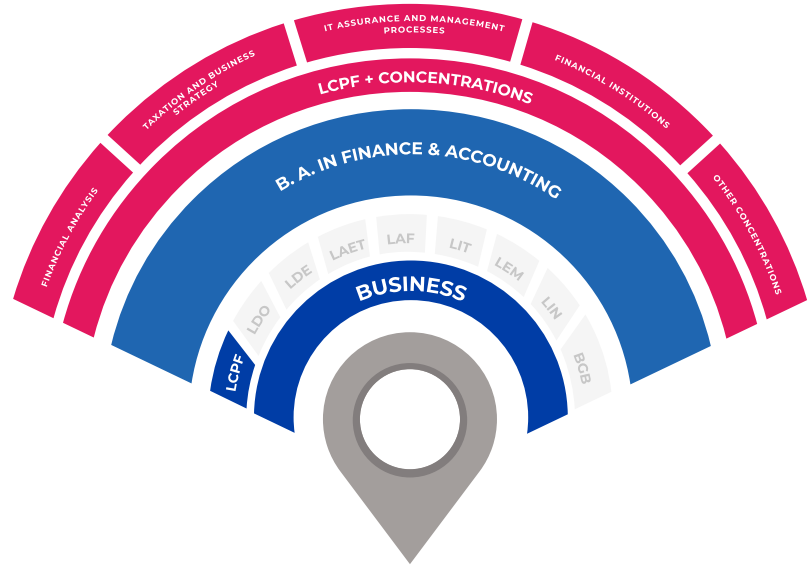 FINANCIAL ANALYSIS
TAXATION AND BUSINESS
STRATEGY
IT ASSURANCE AND MANAGEMENT
PROCESSES
FINANCIAL INSTITUTIONS
OTHER CONCENTRATIONS
LCPF + CONCENTRATIONS
B. A. IN FINANCE & ACCOUNTING
LCPF
LDO
LDE
LAET
LAF
LIT
LEM
LIN
BGB
BUSINESS